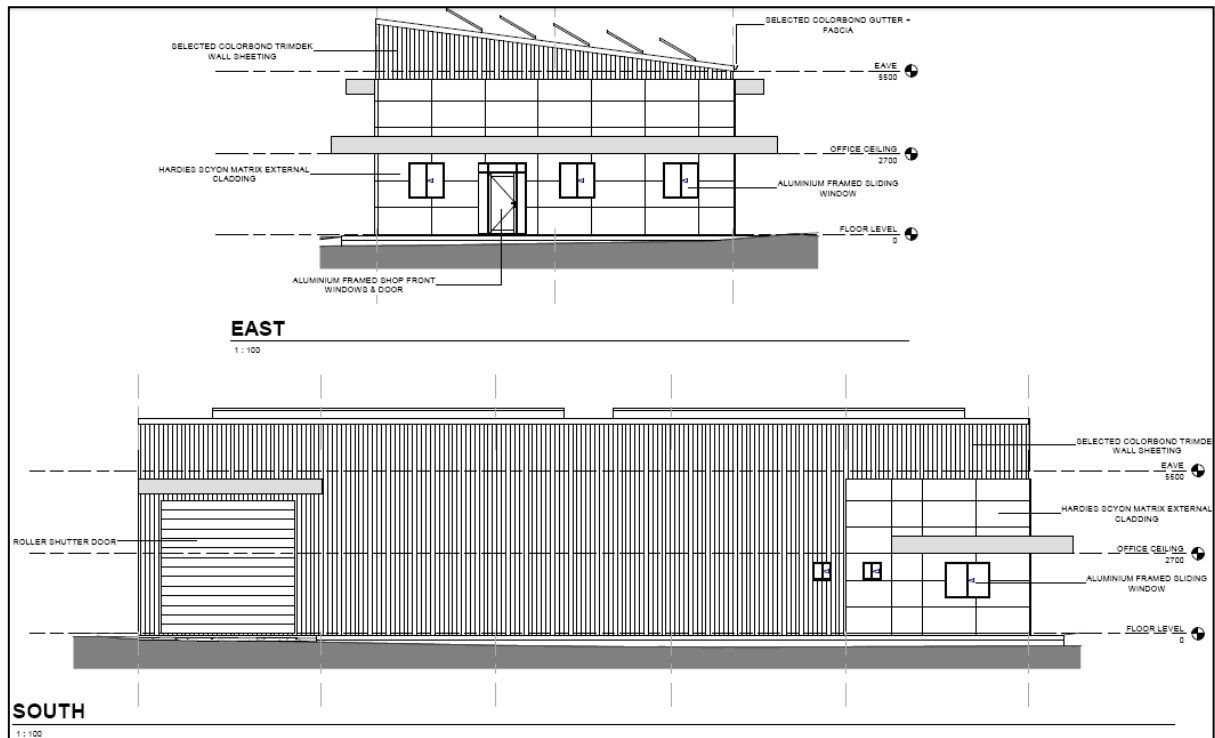 SELECTED COLORBOND GUTTER +
FASCIA
SELECTED COLORBOND TRIMDEK
WALL SHEETING
EAVE
5500
OFFICE CEILING
2700
HARDIES SCYON MATRIX EXTERNAL
CLADDING
ALUMINIUM FRAMED SLIDING
WINDOW
FLOOR LEVEL
0
ALUMINIUM FRAMED SHOP FRONT
WINDOWS & DOOR
EAST
1 : 100
SELECTED COLORBOND TRIMDE
WALL SHEETING
EAVE
5500
HARDIES SCYON MATRIX EXTERNAL
CLADDING
ROLLER SHUTTER DOOR
OFFICE CEILING
2700
ALUMINIUM FRAMED SLIDING
WINDOW
FLOOR LEVEL
0
SOUTH
1 : 100